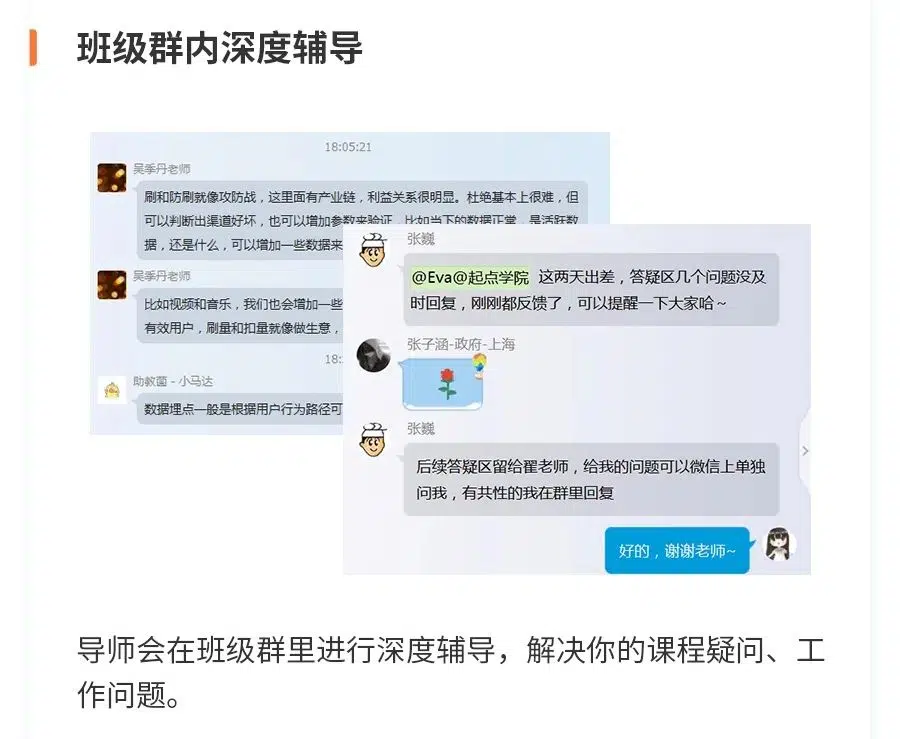 班级群内深度辅导
18:05:21
吴季丹老师
刷和防刷就像攻防战，这里面有产业链，利益关系很明显。杜绝基本上很难，但
可以判断出渠道好坏，也可以增加参数来验证，比如当下的数据正常，是活跃数
据，还是什么，可以增加一些数据来
吴季丹老师
比如视频和音乐，我们也会增加一些
有效用户，刷量和扣量就像做生意，
18:
助教菌－小马达
数据埋点一般是根据用户行为路径可
张巍
@Eva@起点学院 这两天出差，答疑区几个问题没及
时回复，刚刚都反馈了，可以提醒一下大家哈～
张子涵-政府-上海
张巍
后续答疑区留给瞿老师，给我的问题可以微信上单独
问我，有共性的我在群里回复
好的，谢谢老师~
导师会在班级群里进行深度辅导，解决你的课程疑问、工
作问题。